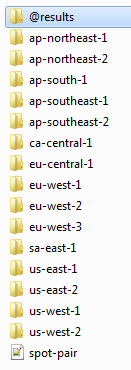 @results
ap-northeast-1
ap-northeast-2
ap-south-1
ap-southeast-1
ap-southeast-2
ca-central-1
eu-central-1
eu-west-1
eu-west-2
eu-west-3
sa-east-1
us-east-1
us-east-2
us-west-1
us-west-2
spot-pair